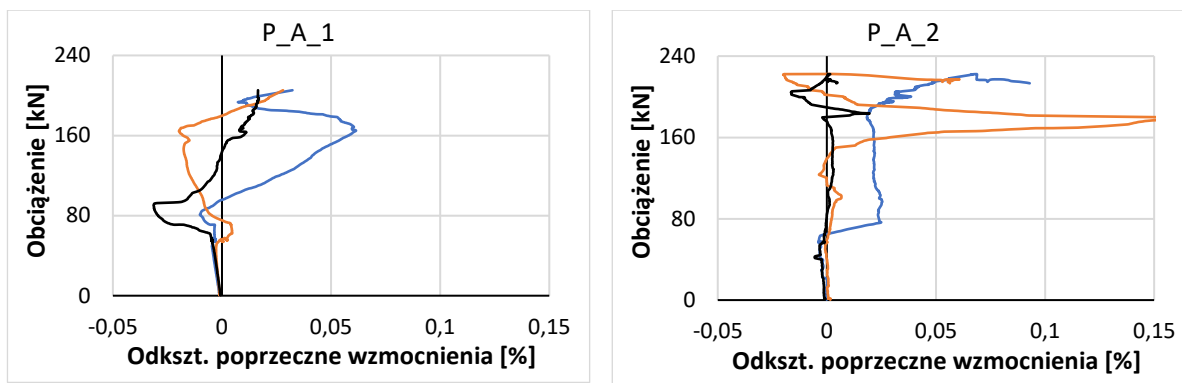 P_A_1
240
160
80
0
-0,05 0 0,05 0,1 0,15
Obciążenie [kN]
Odkszt. poprzeczne wzmocnienia [%]
P_A_2
240
160
80
0
-0,05 0 0,05 0,1 0,15
Obciążenie [kN]
Odkszt. poprzeczne wzmocnienia [%]